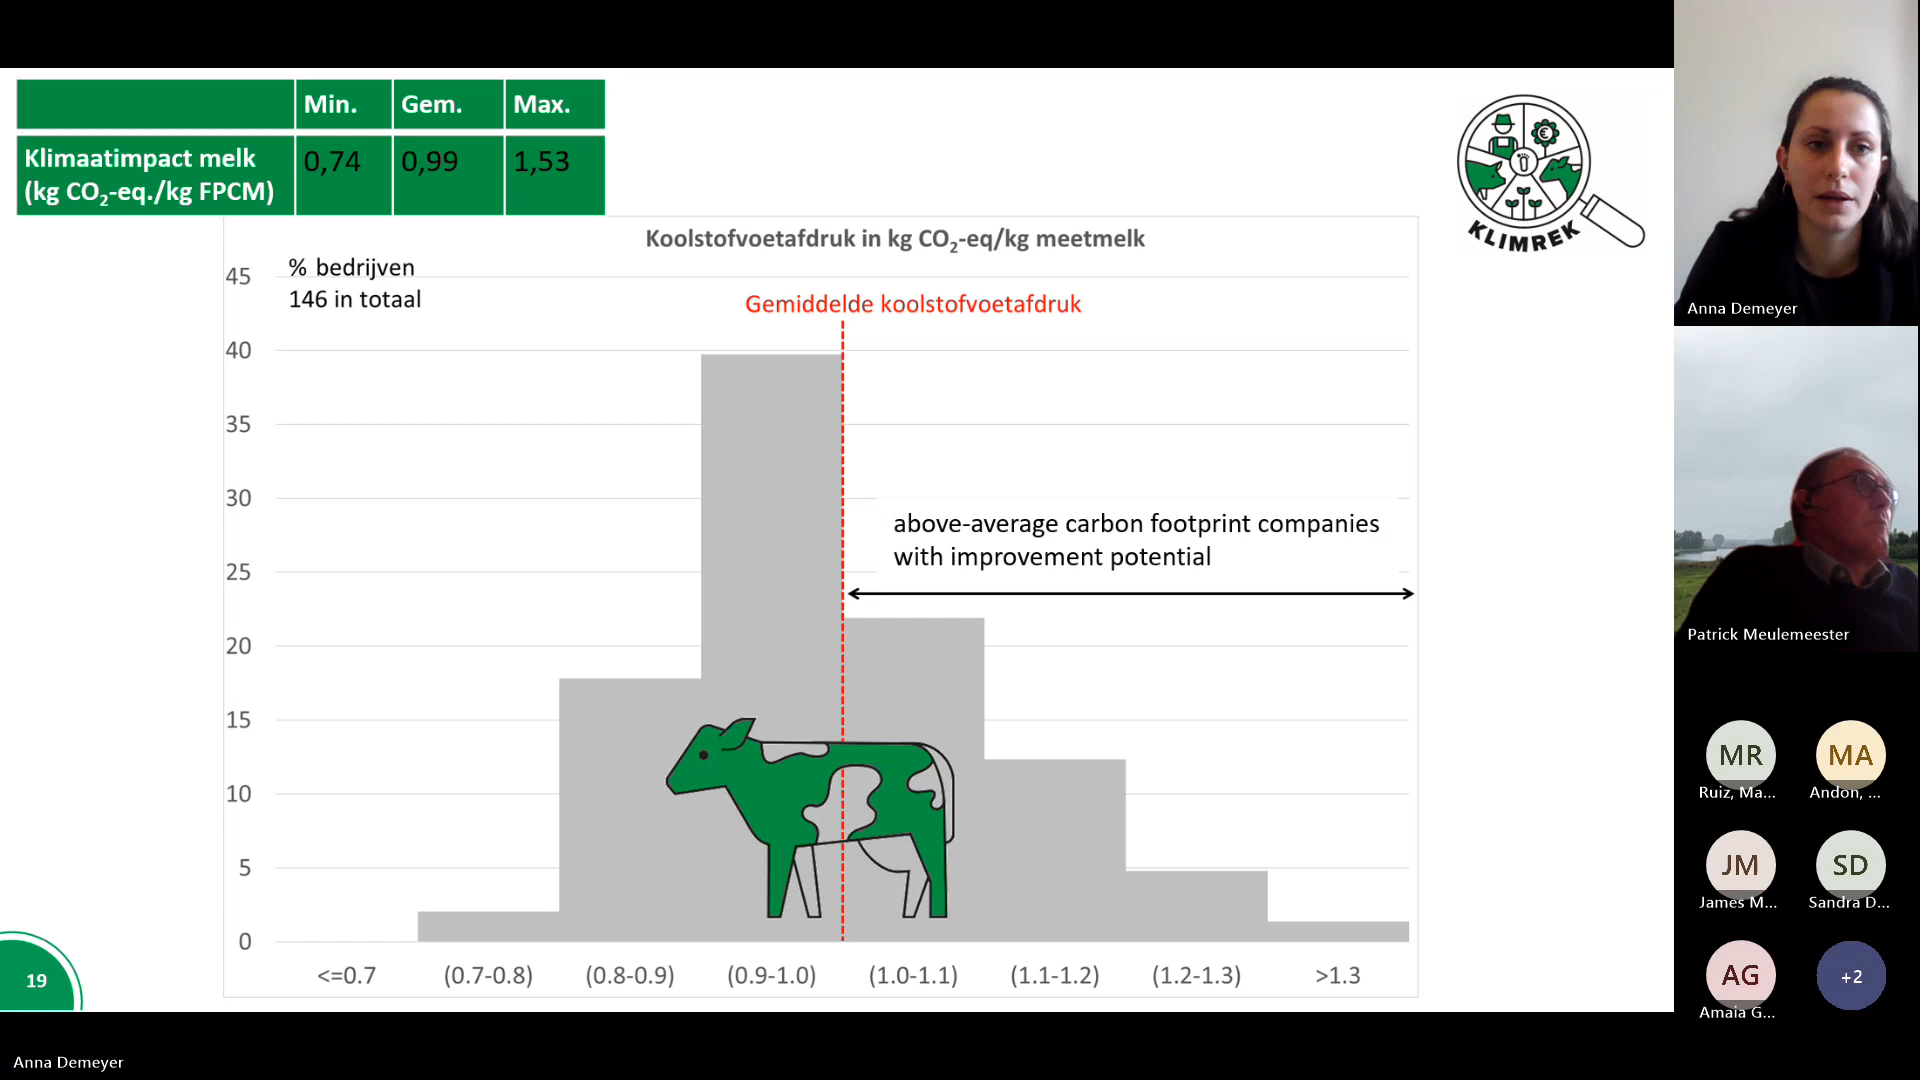 Min. Gem. Max.
Klimaatimpact melk
(kg CO₂-eq./kg FPCM)
0,74 0,99 1,53
KLIMREK
Koolstofvoetafdruk in kg CO₂-eq/kg meetmelk
% bedrijven
146 in totaal
Gemiddelde koolstofvoetafdruk
above-average carbon footprint companies
with improvement potential
45
40
35
30
25
20
15
10
5
0
<=0.7 (0.7-0.8) (0.8-0.9) (0.9-1.0) (1.0-1.1) (1.1-1.2) (1.2-1.3) >1.3
19
Anna Demeyer
Anna Demeyer
Patrick Meulemeester
MR MA
Ruiz, Ma... Andon, ...
JM SD
James M... Sandra D...
AG +2
Amaia G...